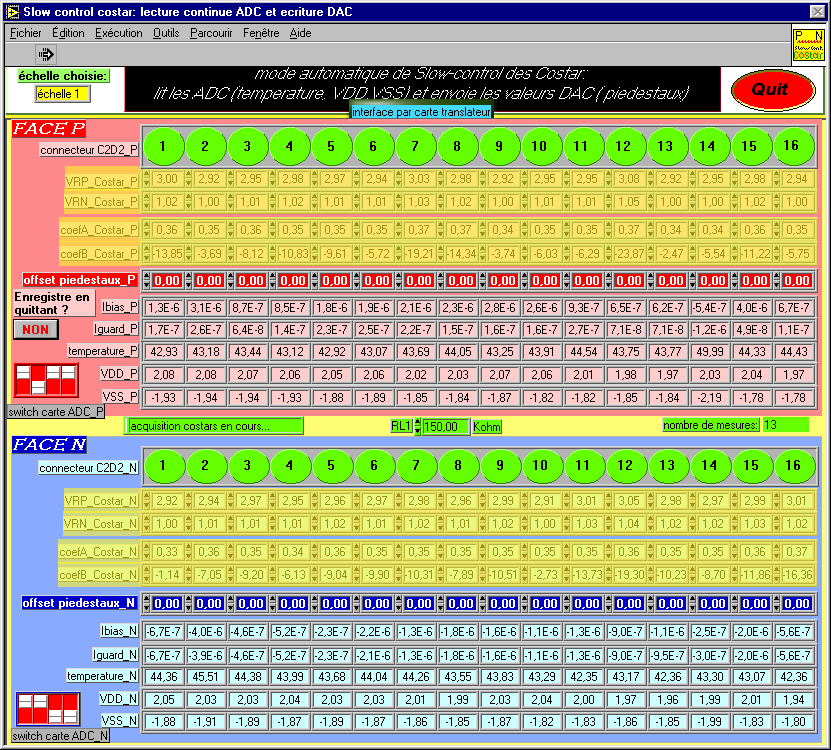 Slow control costar: lecture continue ADC et ecriture DAC
Fichier Édition Exécution Outils Parcourir Fenêtre Aide
P N
Slow Cont
CoStar
échelle choisie:
échelle 1
mode automatique de Slow-control des Costar:
lit les ADC (temperature, VDD,VSS) et envoie les valeurs DAC ( piedestaux)
Quit
interface par carte translateur
FACE P
connecteur C2D2_P 1 2 3 4 5 6 7 8 9 10 11 12 13 14 15 16
VRP_Costar_P 3,00 2,92 2,95 2,98 2,97 2,94 3,03 2,98 2,92 2,95 2,95 3,08 2,92 2,95 2,98 2,94
VRN_Costar_P 1,02 1,00 1,01 1,01 1,01 1,00 1,02 1,00 1,01 1,01 1,05 1,00 1,01 1,00 1,02 1,00
coefA_Costar_P 0,36 0,35 0,35 0,34 0,35 0,35 0,37 0,34 0,34 0,36 0,35 0,37 0,34 0,34 0,36 0,35
coefB_Costar_P -13,85 -3,69 -8,12 -10,83 -9,61 -5,72 -19,21 -14,34 -3,74 -6,03 -6,29 -23,87 -2,47 -5,54 -11,22 -5,75
offset piedestaux_P 0,00 0,00 0,00 0,00 0,00 0,00 0,00 0,00 0,00 0,00 0,00 0,00 0,00 0,00 0,00 0,00
Enregistre en
quittant ?
NON
Ibias_P 1,3E-6 3,1E-6 8,7E-7 8,5E-7 1,8E-6 1,9E-6 2,1E-6 2,3E-6 2,8E-6 2,6E-6 9,3E-7 6,5E-7 6,2E-7 -5,4E-7 4,0E-6 6,7E-7
Iguard_P 1,7E-7 2,6E-7 6,4E-8 1,4E-7 2,3E-7 2,5E-7 2,2E-7 1,5E-7 1,6E-7 1,6E-7 2,7E-7 7,1E-8 7,1E-8 -1,2E-6 4,9E-8 1,1E-7
temperature_P 42,93 43,18 43,44 43,12 42,92 43,07 43,69 44,05 43,25 43,91 44,54 43,75 43,77 49,99 44,33 44,43
VDD_P 2,08 2,08 2,07 2,06 2,05 2,06 2,02 2,03 2,07 2,06 2,01 1,98 1,97 2,03 2,04 1,97
VSS_P -1,93 -1,94 -1,94 -1,93 -1,88 -1,89 -1,85 -1,84 -1,87 -1,82 -1,84 -1,85 -1,84 -2,19 -1,78 -1,78
switch carte ADC_P
acquisition costars en cours...
RL1 150,00 Kohm
nombre de mesures: 13
FACE N
connecteur C2D2_N 1 2 3 4 5 6 7 8 9 10 11 12 13 14 15 16
VRP_Costar_N 2,92 2,94 2,97 2,95 2,96 2,97 2,98 2,96 2,99 2,91 3,01 3,05 2,98 2,97 2,99 3,01
VRN_Costar_N 1,00 1,01 1,01 1,01 1,02 1,02 1,02 1,01 1,02 1,00 1,03 1,04 1,02 1,02 1,03 1,02
coefA_Costar_N 0,33 0,36 0,35 0,34 0,36 0,35 0,35 0,35 0,35 0,35 0,35 0,36 0,35 0,35 0,36 0,37
coefB_Costar_N -1,14 -7,05 -9,20 -6,13 -9,04 -9,90 -10,31 -7,89 -10,51 -2,73 -13,73 -19,30 -10,23 -8,70 -11,86 -16,36
offset piedestaux_N 0,00 0,00 0,00 0,00 0,00 0,00 0,00 0,00 0,00 0,00 0,00 0,00 0,00 0,00 0,00 0,00
Ibias_N -6,7E-7 -4,0E-6 -4,6E-7 -5,2E-7 -2,3E-7 -2,2E-6 -1,3E-6 -1,8E-6 -1,6E-6 -1,1E-6 -1,3E-6 -9,0E-7 -1,1E-6 -2,5E-7 -2,0E-6 -5,6E-7
Iguard_N -6,7E-7 -3,9E-6 -4,6E-7 -5,2E-7 -2,3E-7 -2,1E-6 -1,3E-6 -1,8E-6 -1,6E-6 -1,1E-6 -1,3E-6 -9,0E-7 -9,5E-7 -3,0E-7 -2,0E-6 -5,6E-7
temperature_N 44,36 45,51 44,38 43,99 43,68 44,04 44,26 43,55 43,83 43,29 42,35 43,17 42,36 43,30 43,07 42,36
VDD_N 2,05 2,03 2,03 2,04 2,03 2,03 2,01 1,99 2,03 2,04 2,00 1,97 1,96 1,99 2,01 1,94
VSS_N -1,88 -1,91 -1,89 -1,87 -1,89 -1,87 -1,86 -1,85 -1,87 -1,82 -1,83 -1,86 -1,85 -1,99 -1,83 -1,80
switch carte ADC_N